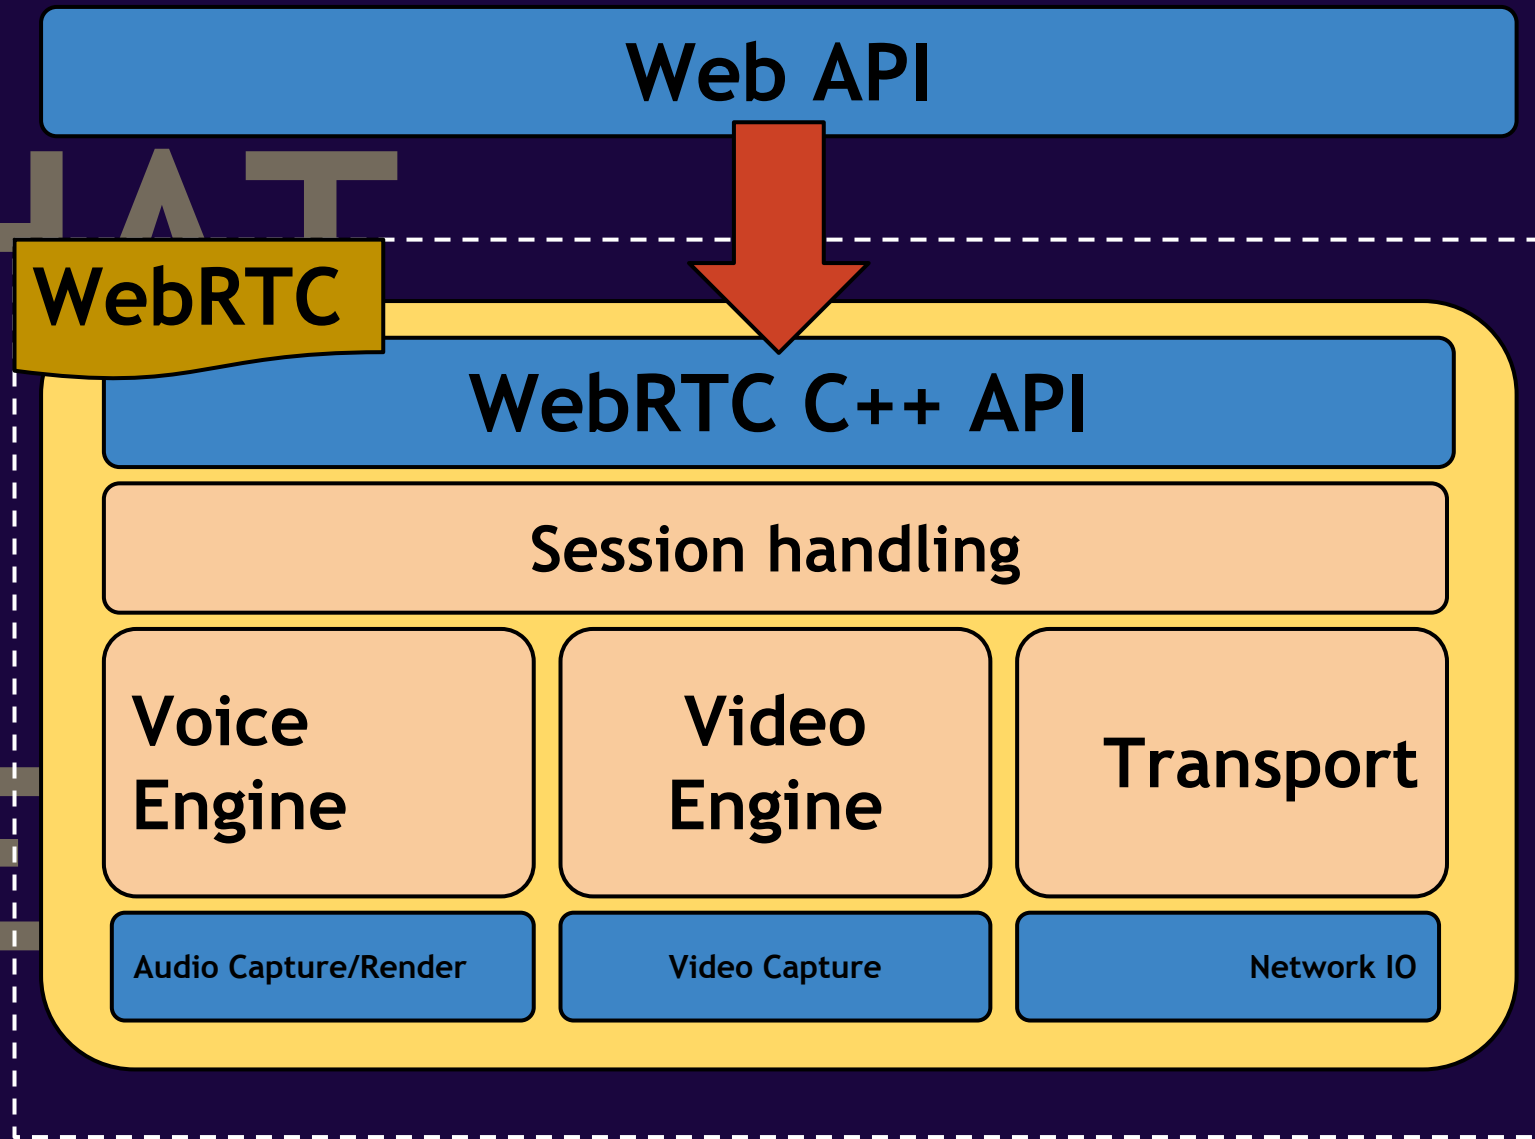 Web API
WebRTC
WebRTC C++ API
Session handling
Voice
Engine
Video
Engine
Transport
Audio Capture/Render
Video Capture
Network IO